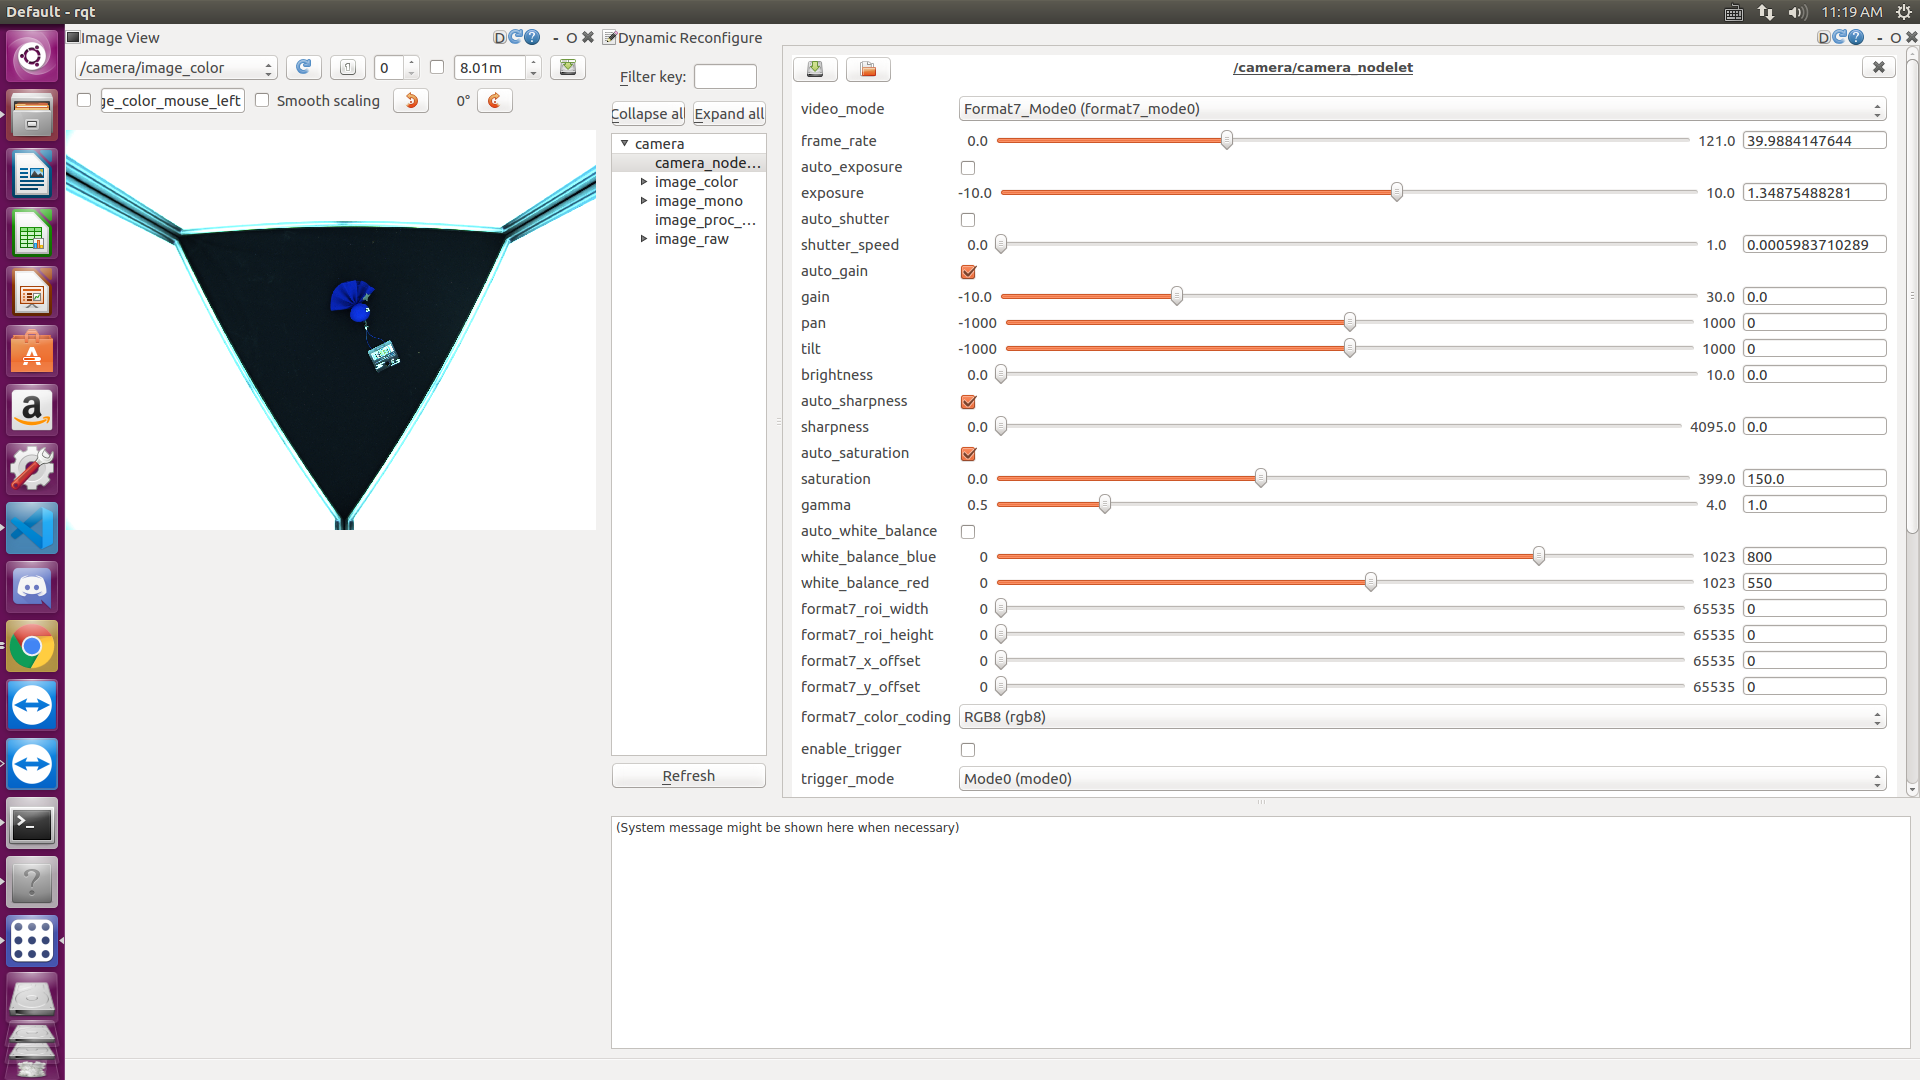 Default - rqt
11:19 AM
Image View
D
- O
Dynamic Reconfigure
D
- O
/camera/image_color
0
8.01m
ge_color_mouse_left
Smooth scaling
0°
Filter key:
Collapse al
Expand all
camera
camera_node...
image_color
image_mono
image_proc_...
image_raw
Refresh
/camera/camera_nodelet
video_mode Format7_Mode0 (format7_mode0)
frame_rate 0.0 121.0 39.9884147644
auto_exposure
exposure -10.0 10.0 1.34875488281
auto_shutter
shutter_speed 0.0 1.0 0.0005983710289
auto_gain
gain -10.0 30.0 0.0
pan -1000 1000 0
tilt -1000 1000 0
brightness 0.0 10.0 0.0
auto_sharpness
sharpness 0.0 4095.0 0.0
auto_saturation
saturation 0.0 399.0 150.0
gamma 0.5 4.0 1.0
auto_white_balance
white_balance_blue 0 1023 800
white_balance_red 0 1023 550
format7_roi_width 0 65535 0
format7_roi_height 0 65535 0
format7_x_offset 0 65535 0
format7_y_offset 0 65535 0
format7_color_coding RGB8 (rgb8)
enable_trigger
trigger_mode Mode0 (mode0)
(System message might be shown here when necessary)